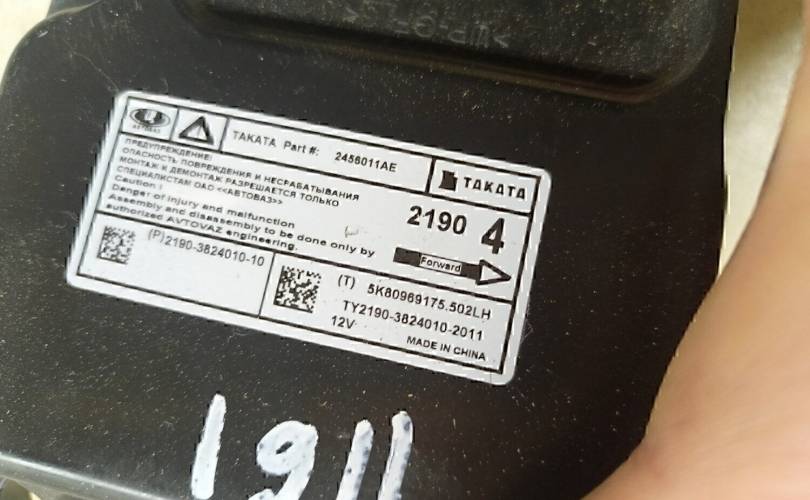 TAKATA Part #: 2456011AE
TAKATA
ПРЕДУПРЕЖДЕНИЕ!
ОПАСНОСТЬ ПОВРЕЖДЕНИЯ И НЕСРАБАТЫВАНИЯ
МОНТАЖ И ДЕМОНТАЖ РАЗРЕШАЕТСЯ ТОЛЬКО
СПЕЦИАЛИСТАМ ОАО <<АВТОВАЗ>>
Caution !
Danger of injury and malfunction
Assembly and disassembly to be done only by
authorized AVTOVAZ engineering.
2190 4
Forward
(P)2190-3824010-10
(T) 5K80969175.502LH
TY2190-3824010-2011
12V
MADE IN CHINA
1911